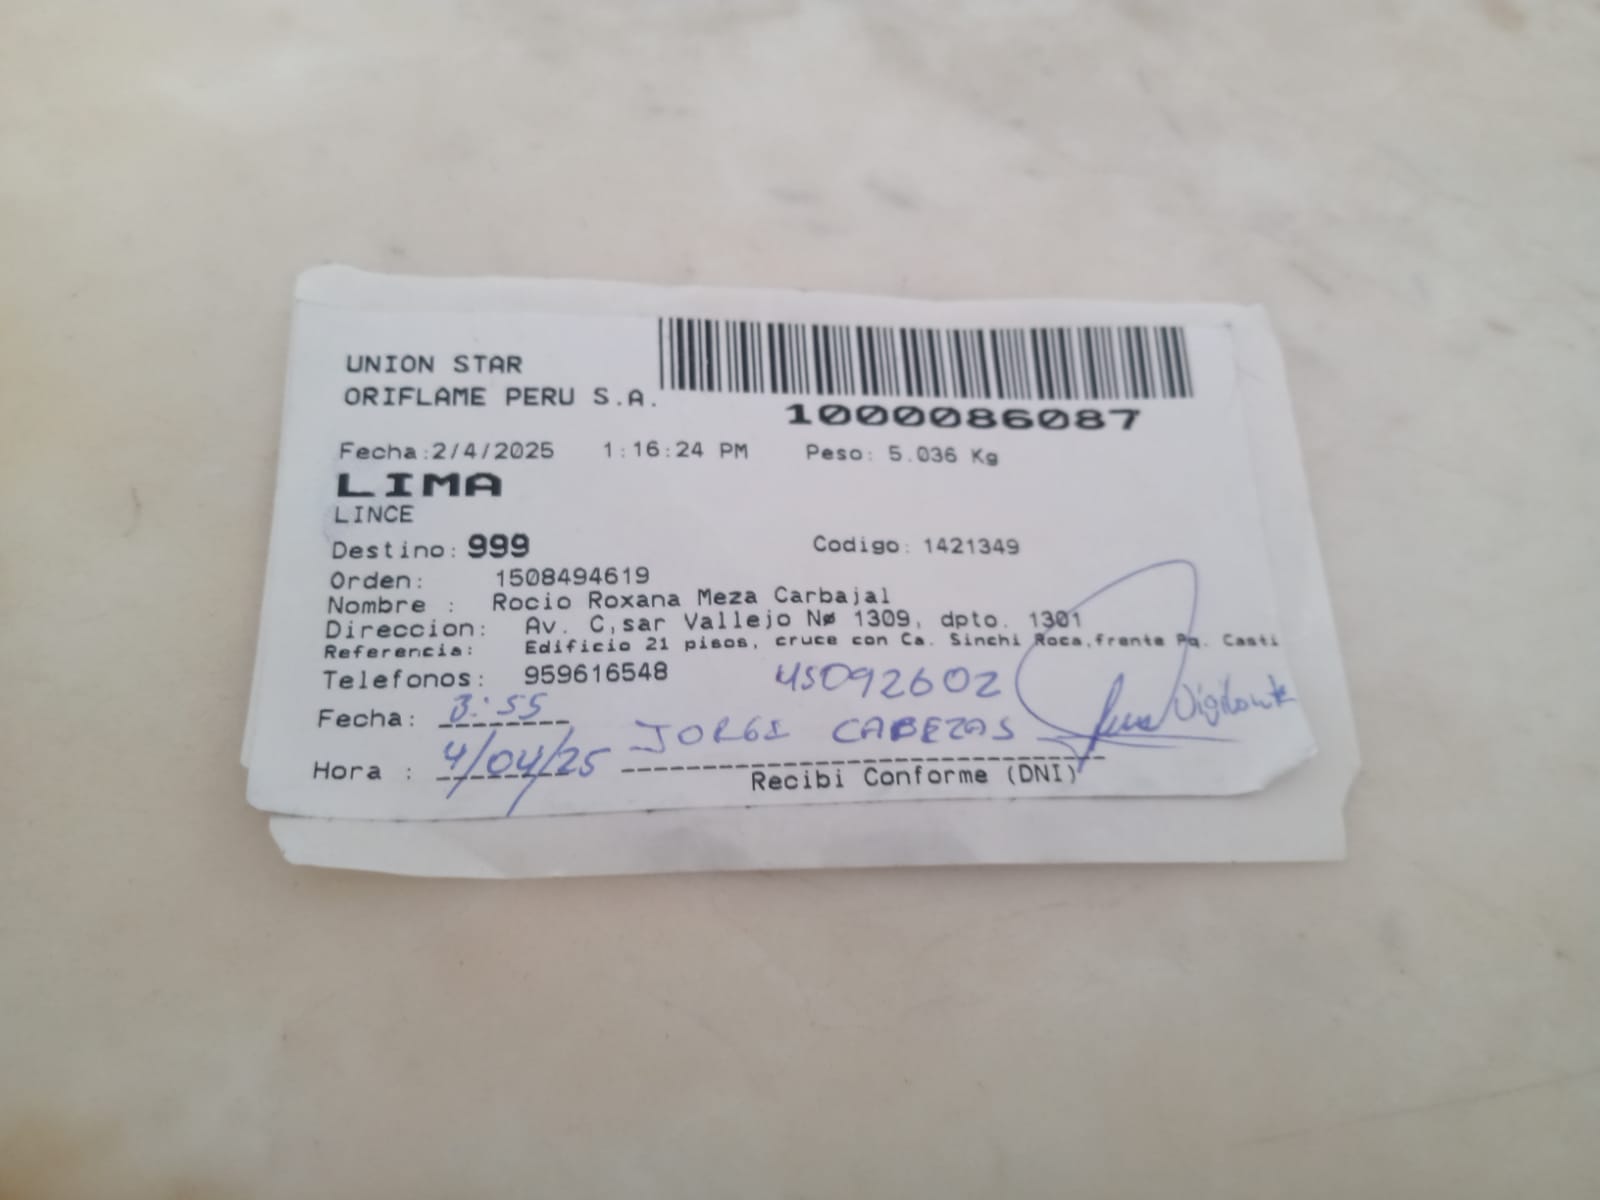 UNION STAR
ORIFLAME PERU S.A.
1000086087
Fecha:2/4/2025 1:16:24 PM Peso: 5.036 Kg
LIMA
LINCE
Destino: 999 Codigo: 1421349
Orden: 1508494619
Nombre : Rocio Roxana Meza Carbajal
Direccion: Av. C,sar Vallejo Nø 1309, dpto. 1301
Referencia: Edificio 21 pisos, cruce con Ca. Sinchi Roca,frente Pq. Casti
Telefonos: 959616548 45092602
Fecha: 3:55 JORGE CABEZAS Vigilante
Hora : 4/04/25
Recibi Conforme (DNI)